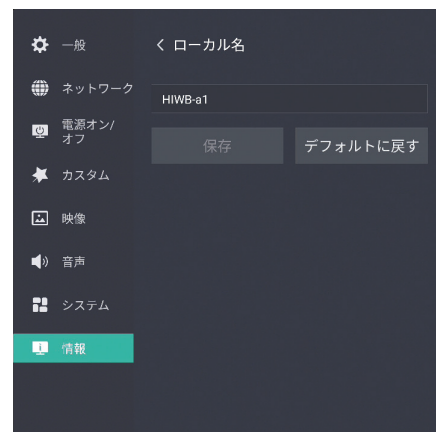 一般
ネットワーク
電源オン/
オフ
カスタム
映像
音声
システム
情報
ローカル名
HIWB-a1
保存
デフォルトに戻す